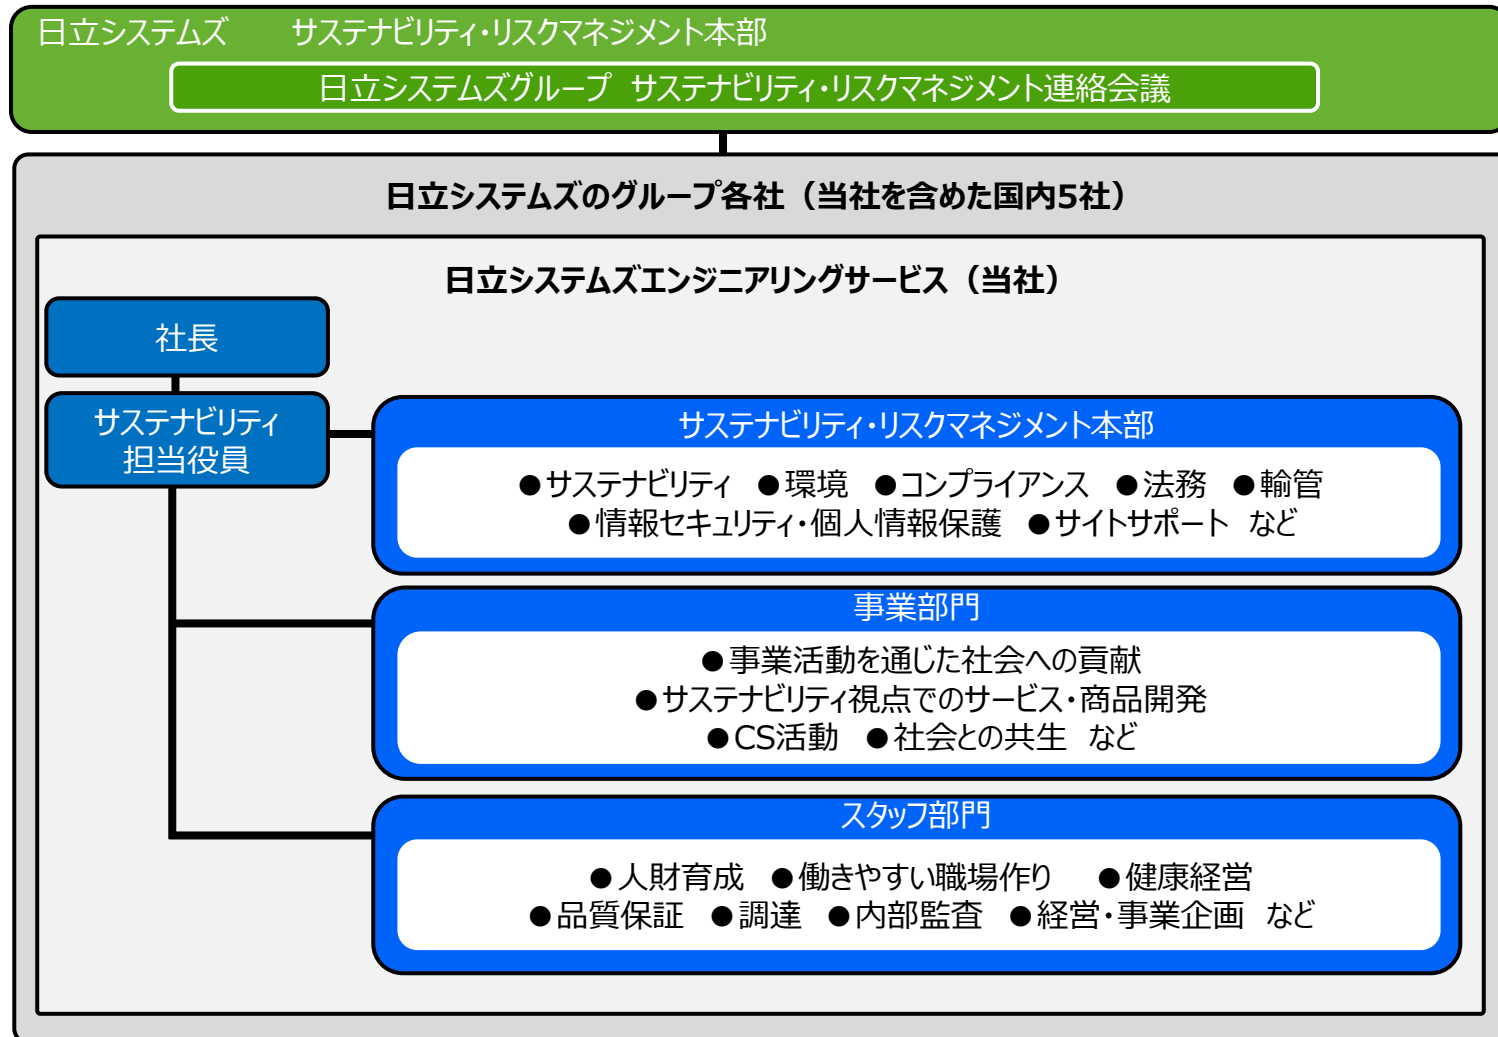 日立システムズ　　サステナビリティ・リスクマネジメント本部
日立システムズグループ　サステナビリティ・リスクマネジメント連絡会議
日立システムズのグループ各社（当社を含めた国内5社）
日立システムズエンジニアリングサービス（当社）
社長
サステナビリティ
担当役員
サステナビリティ・リスクマネジメント本部
●サステナビリティ　●環境　●コンプライアンス　●法務　●輸管
●情報セキュリティ・個人情報保護　●サイトサポート　など
事業部門
●事業活動を通じた社会への貢献
●サステナビリティ視点でのサービス・商品開発
●CS活動　●社会との共生　など
スタッフ部門
●人財育成　●働きやすい職場作り　●健康経営
●品質保証　●調達　●内部監査　●経営・事業企画　など